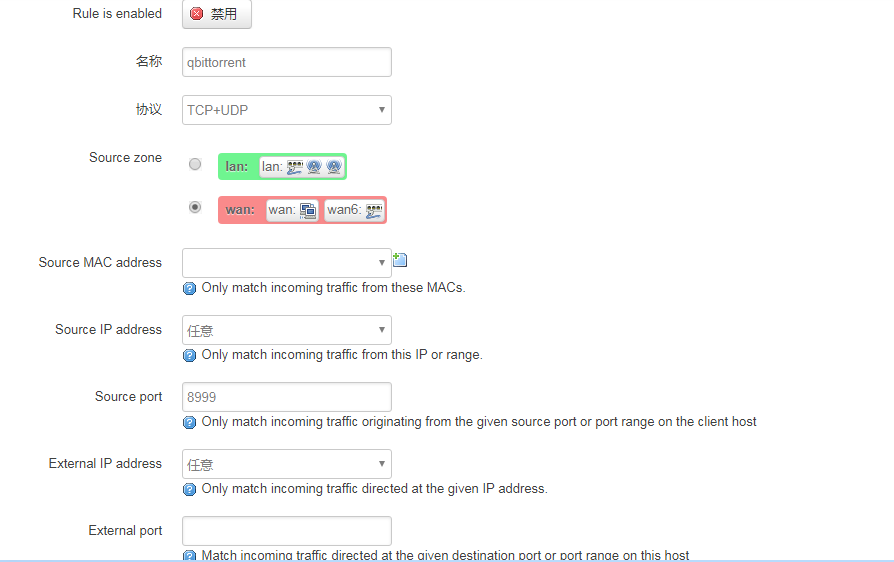 Rule is enabled 禁用
名称 qbittorrent
协议 TCP+UDP
Source zone
lan: lan:
wan: wan: wan6:
Source MAC address
Only match incoming traffic from these MACs.
Source IP address 任意
Only match incoming traffic from this IP or range.
Source port 8999
Only match incoming traffic originating from the given source port or port range on the client host
External IP address 任意
Only match incoming traffic directed at the given IP address.
External port
Match incoming traffic directed at the given destination port or port range on this host